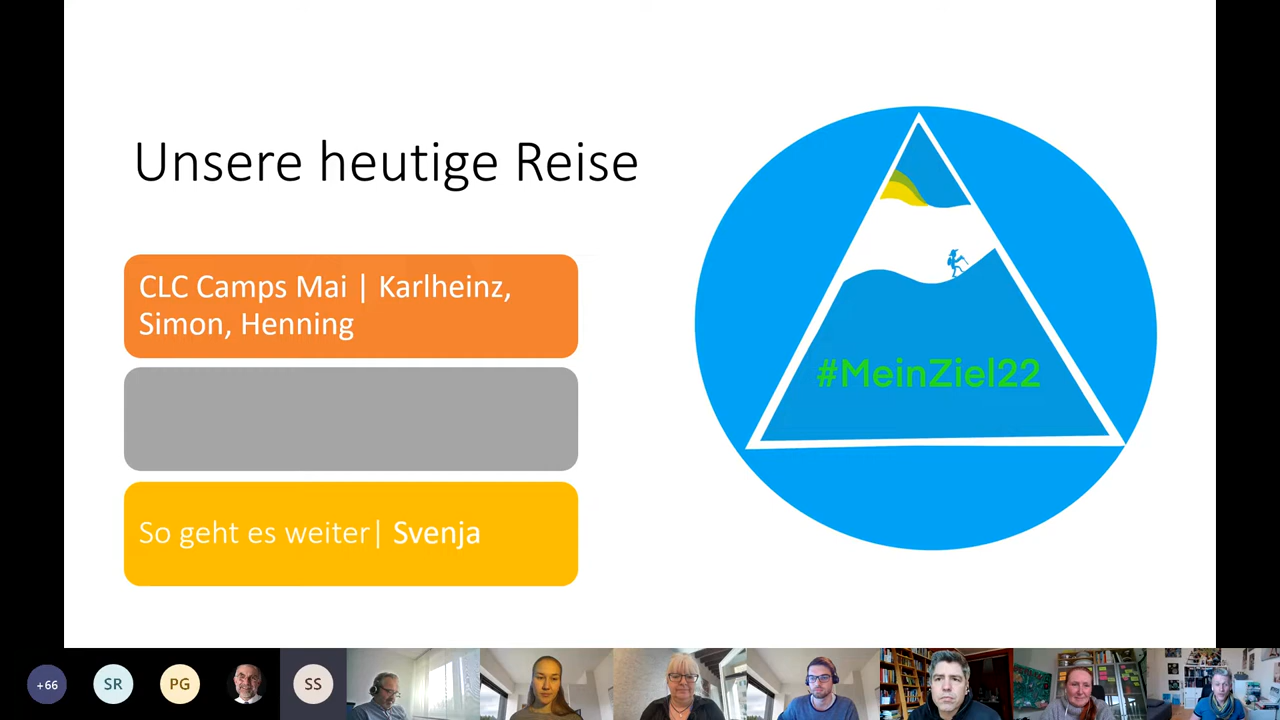 Unsere heutige Reise
CLC Camps Mai | Karlheinz,
Simon, Henning
So geht es weiter| Svenja
#MeinZiel22
+66
SR
PG
SS